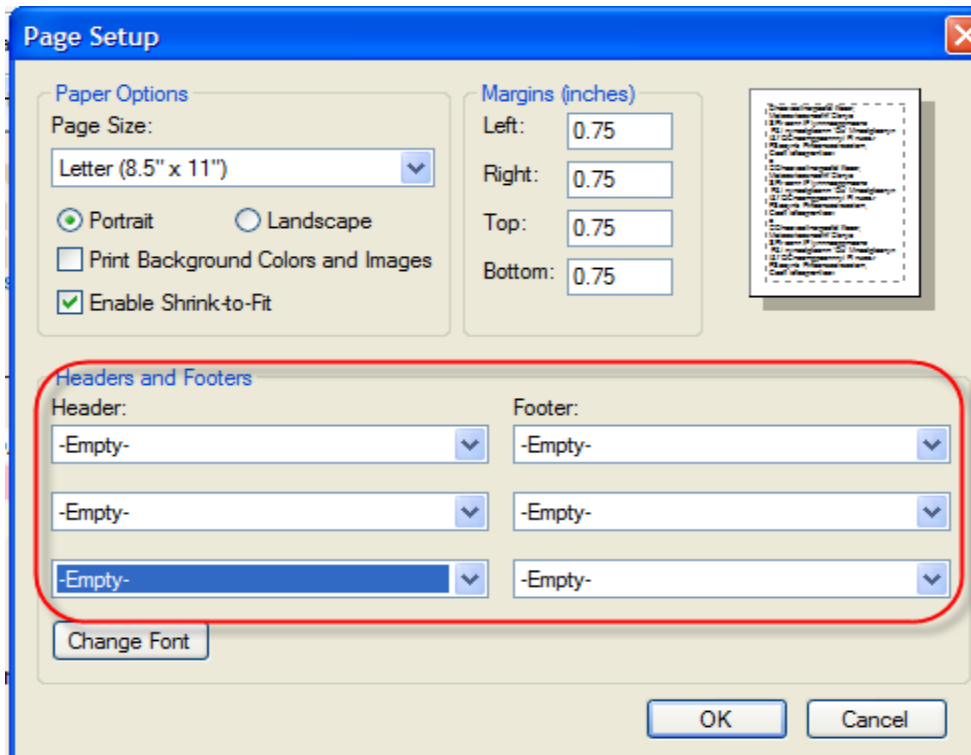 Page Setup
Paper Options
Page Size:
Letter (8.5" x 11")
Portrait Landscape
Print Background Colors and Images
Enable Shrink-to-Fit
Margins (inches)
Left: 0.75
Right: 0.75
Top: 0.75
Bottom: 0.75
Headers and Footers
Header: Footer:
-Empty- -Empty-
-Empty- -Empty-
-Empty- -Empty-
Change Font
OK Cancel